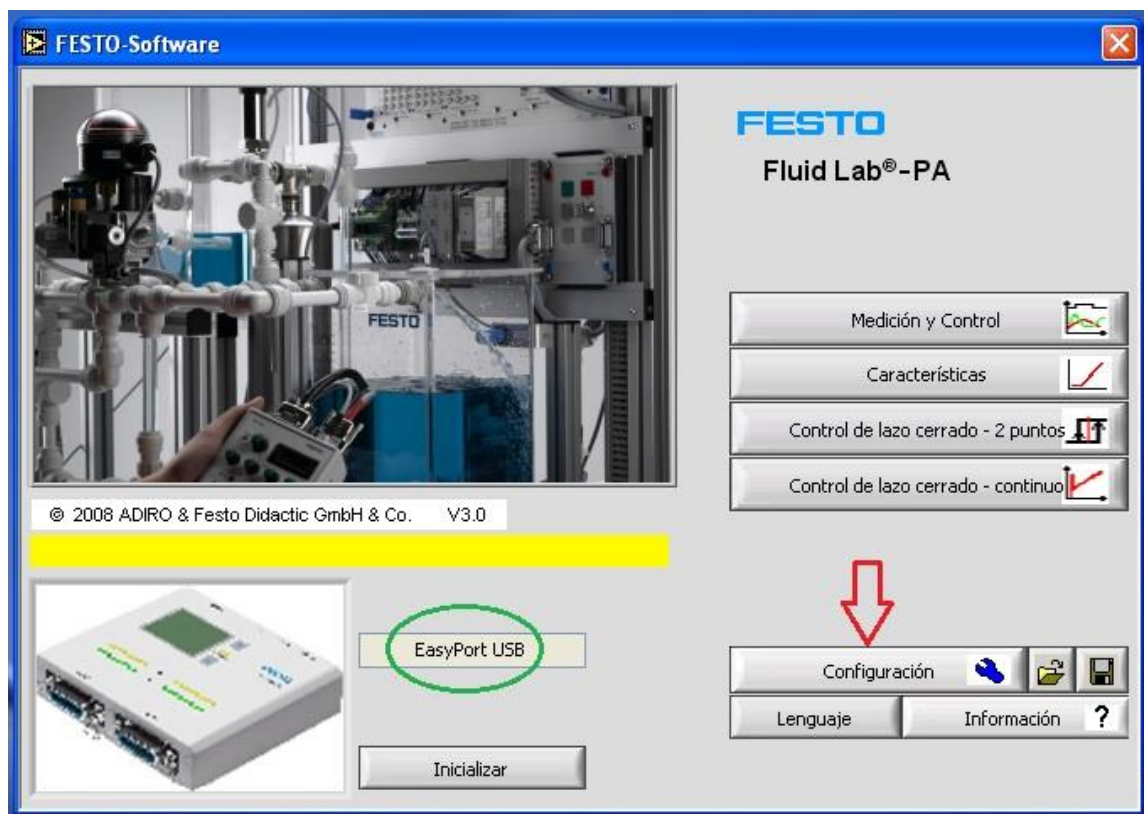 FESTO-Software
FESTO
Fluid Lab®-PA
FESTO
Medición y Control
Características
Control de lazo cerrado - 2 puntos
Control de lazo cerrado - continuo
© 2008 ADIRO & Festo Didactic GmbH & Co. V3.0
EasyPort USB
Configuración
Lenguaje
Información ?
Inicializar